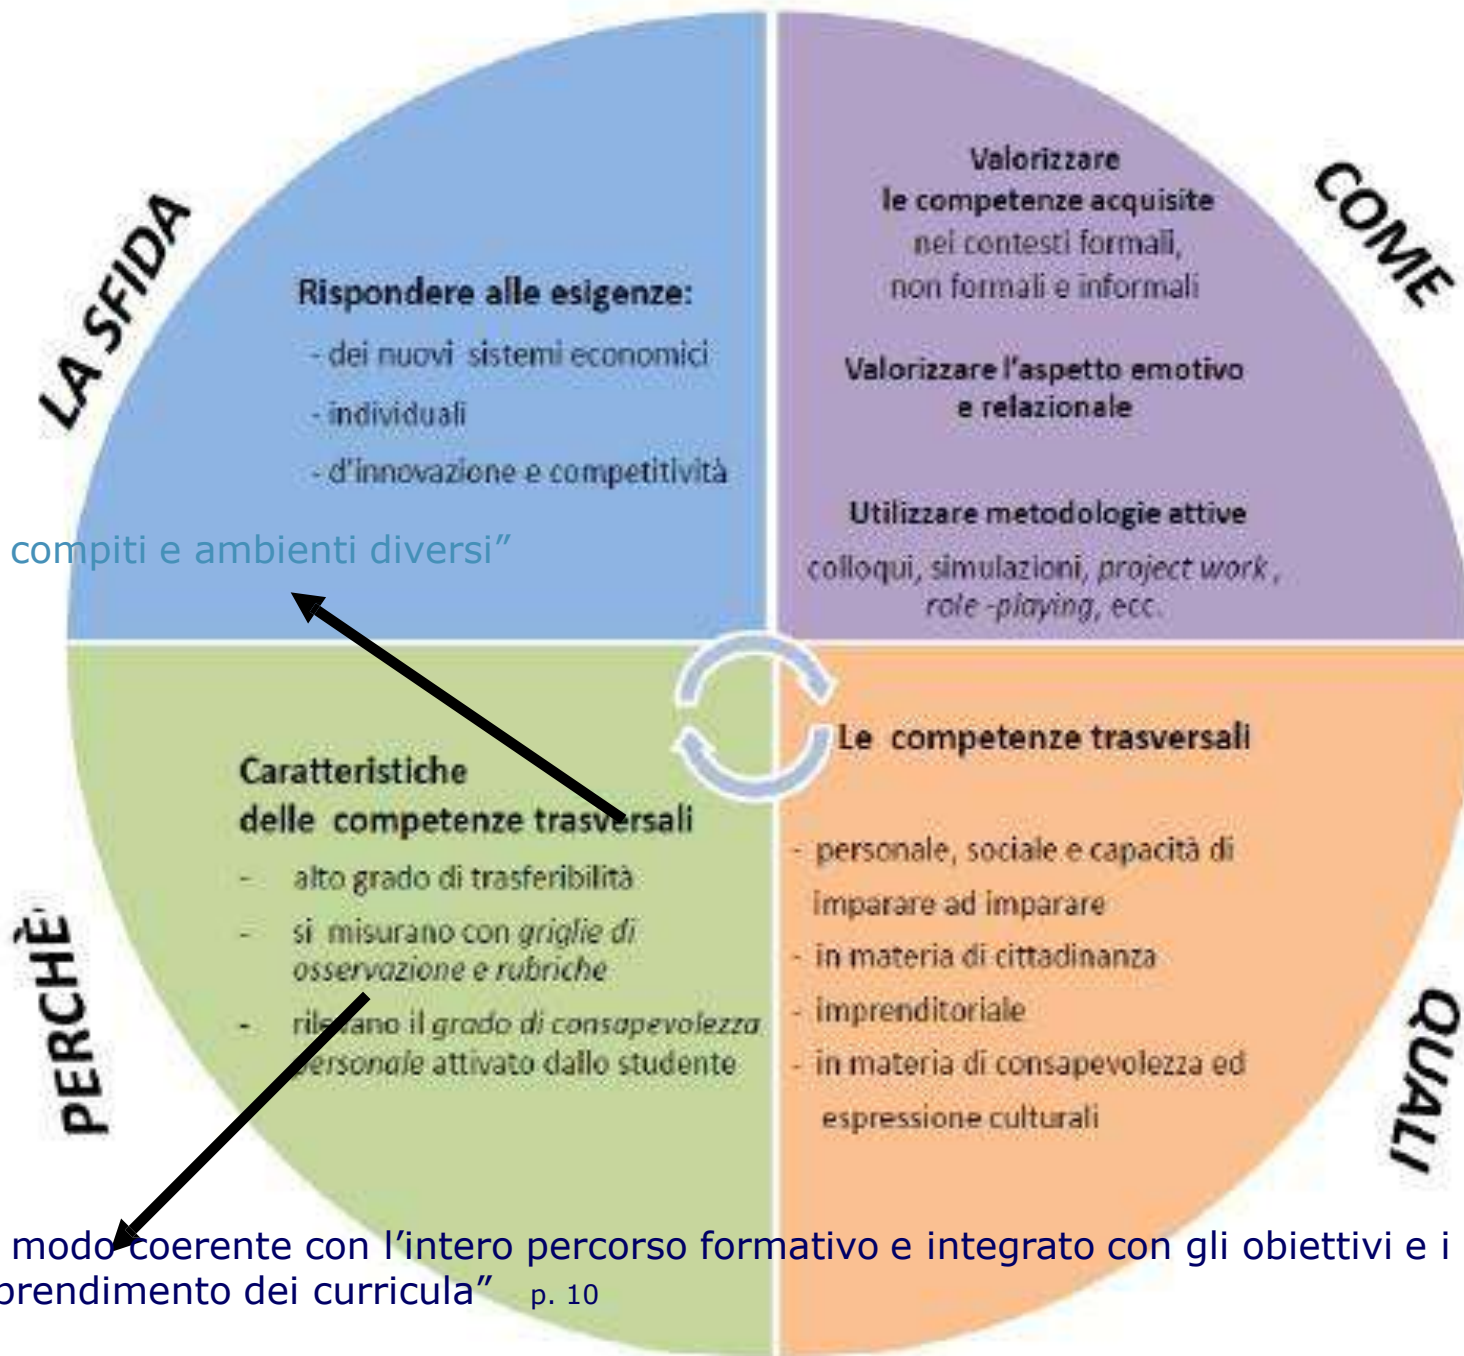 LA SFIDA
Rispondere alle esigenze:
- dei nuovi sistemi economici
- individuali
- d'innovazione e competitività
compiti e ambienti diversi”
COME
Valorizzare
le competenze acquisite
nei contesti formali,
non formali e informali
Valorizzare l'aspetto emotivo
e relazionale
Utilizzare metodologie attive
colloqui, simulazioni, project work ,
role -playing, ecc.
PERCHÈ
Caratteristiche
delle competenze trasversali
- alto grado di trasferibilità
- si misurano con griglie di
osservazione e rubriche
- rilevano il grado di consapevolezza
personale attivato dallo studente
QUALI
Le competenze trasversali
- personale, sociale e capacità di
imparare ad imparare
- in materia di cittadinanza
- imprenditoriale
- in materia di consapevolezza ed
espressione culturali
modo coerente con l’intero percorso formativo e integrato con gli obiettivi e i
prendimento dei curricula” p. 10